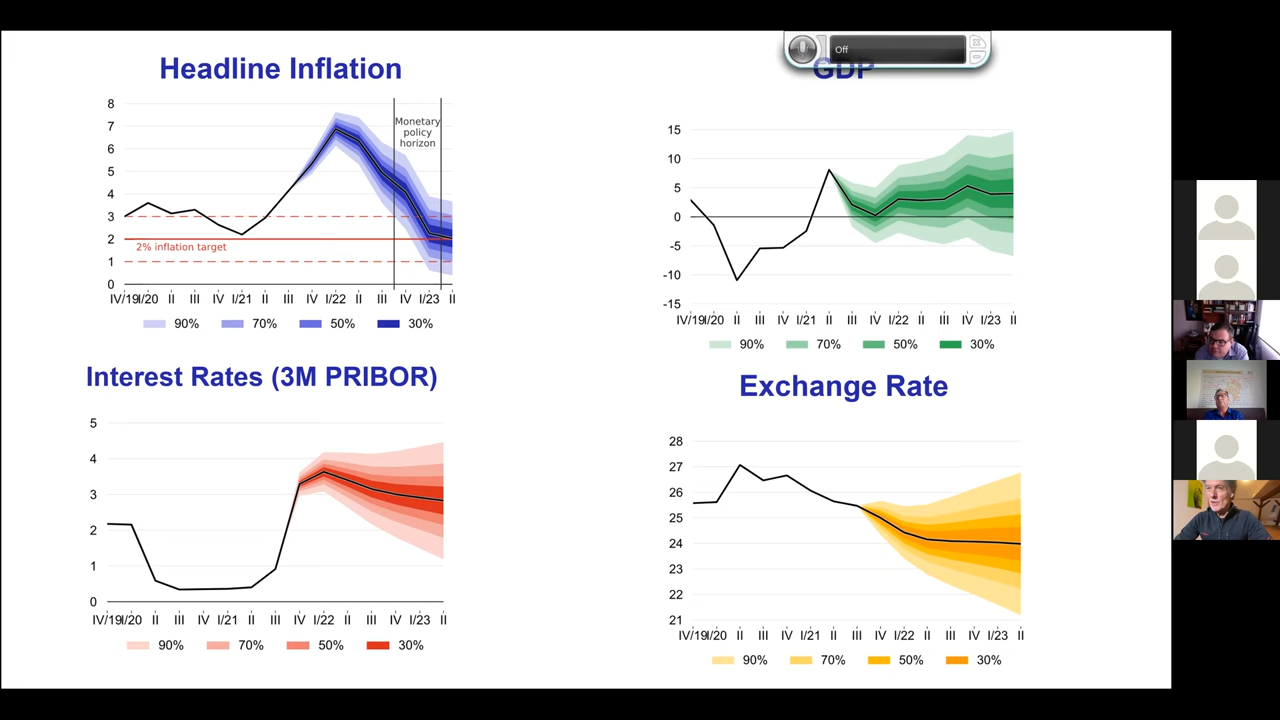 Headline Inflation
8
7
6
5
4
3
2
1
0
Monetary
policy
horizon
2% inflation target
IV/19 I/20 II III IV I/21 II III IV I/22 II III IV I/23 II
90% 70% 50% 30%
Off
GDP
15
10
5
0
-5
-10
-15
IV/19 I/20 II III IV I/21 II III IV I/22 II III IV I/23 II
90% 70% 50% 30%
Interest Rates (3M PRIBOR)
5
4
3
2
1
0
IV/19 I/20 II III IV I/21 II III IV I/22 II III IV I/23 II
90% 70% 50% 30%
Exchange Rate
28
27
26
25
24
23
22
21
IV/19 I/20 II III IV I/21 II III IV I/22 II III IV I/23 II
90% 70% 50% 30%